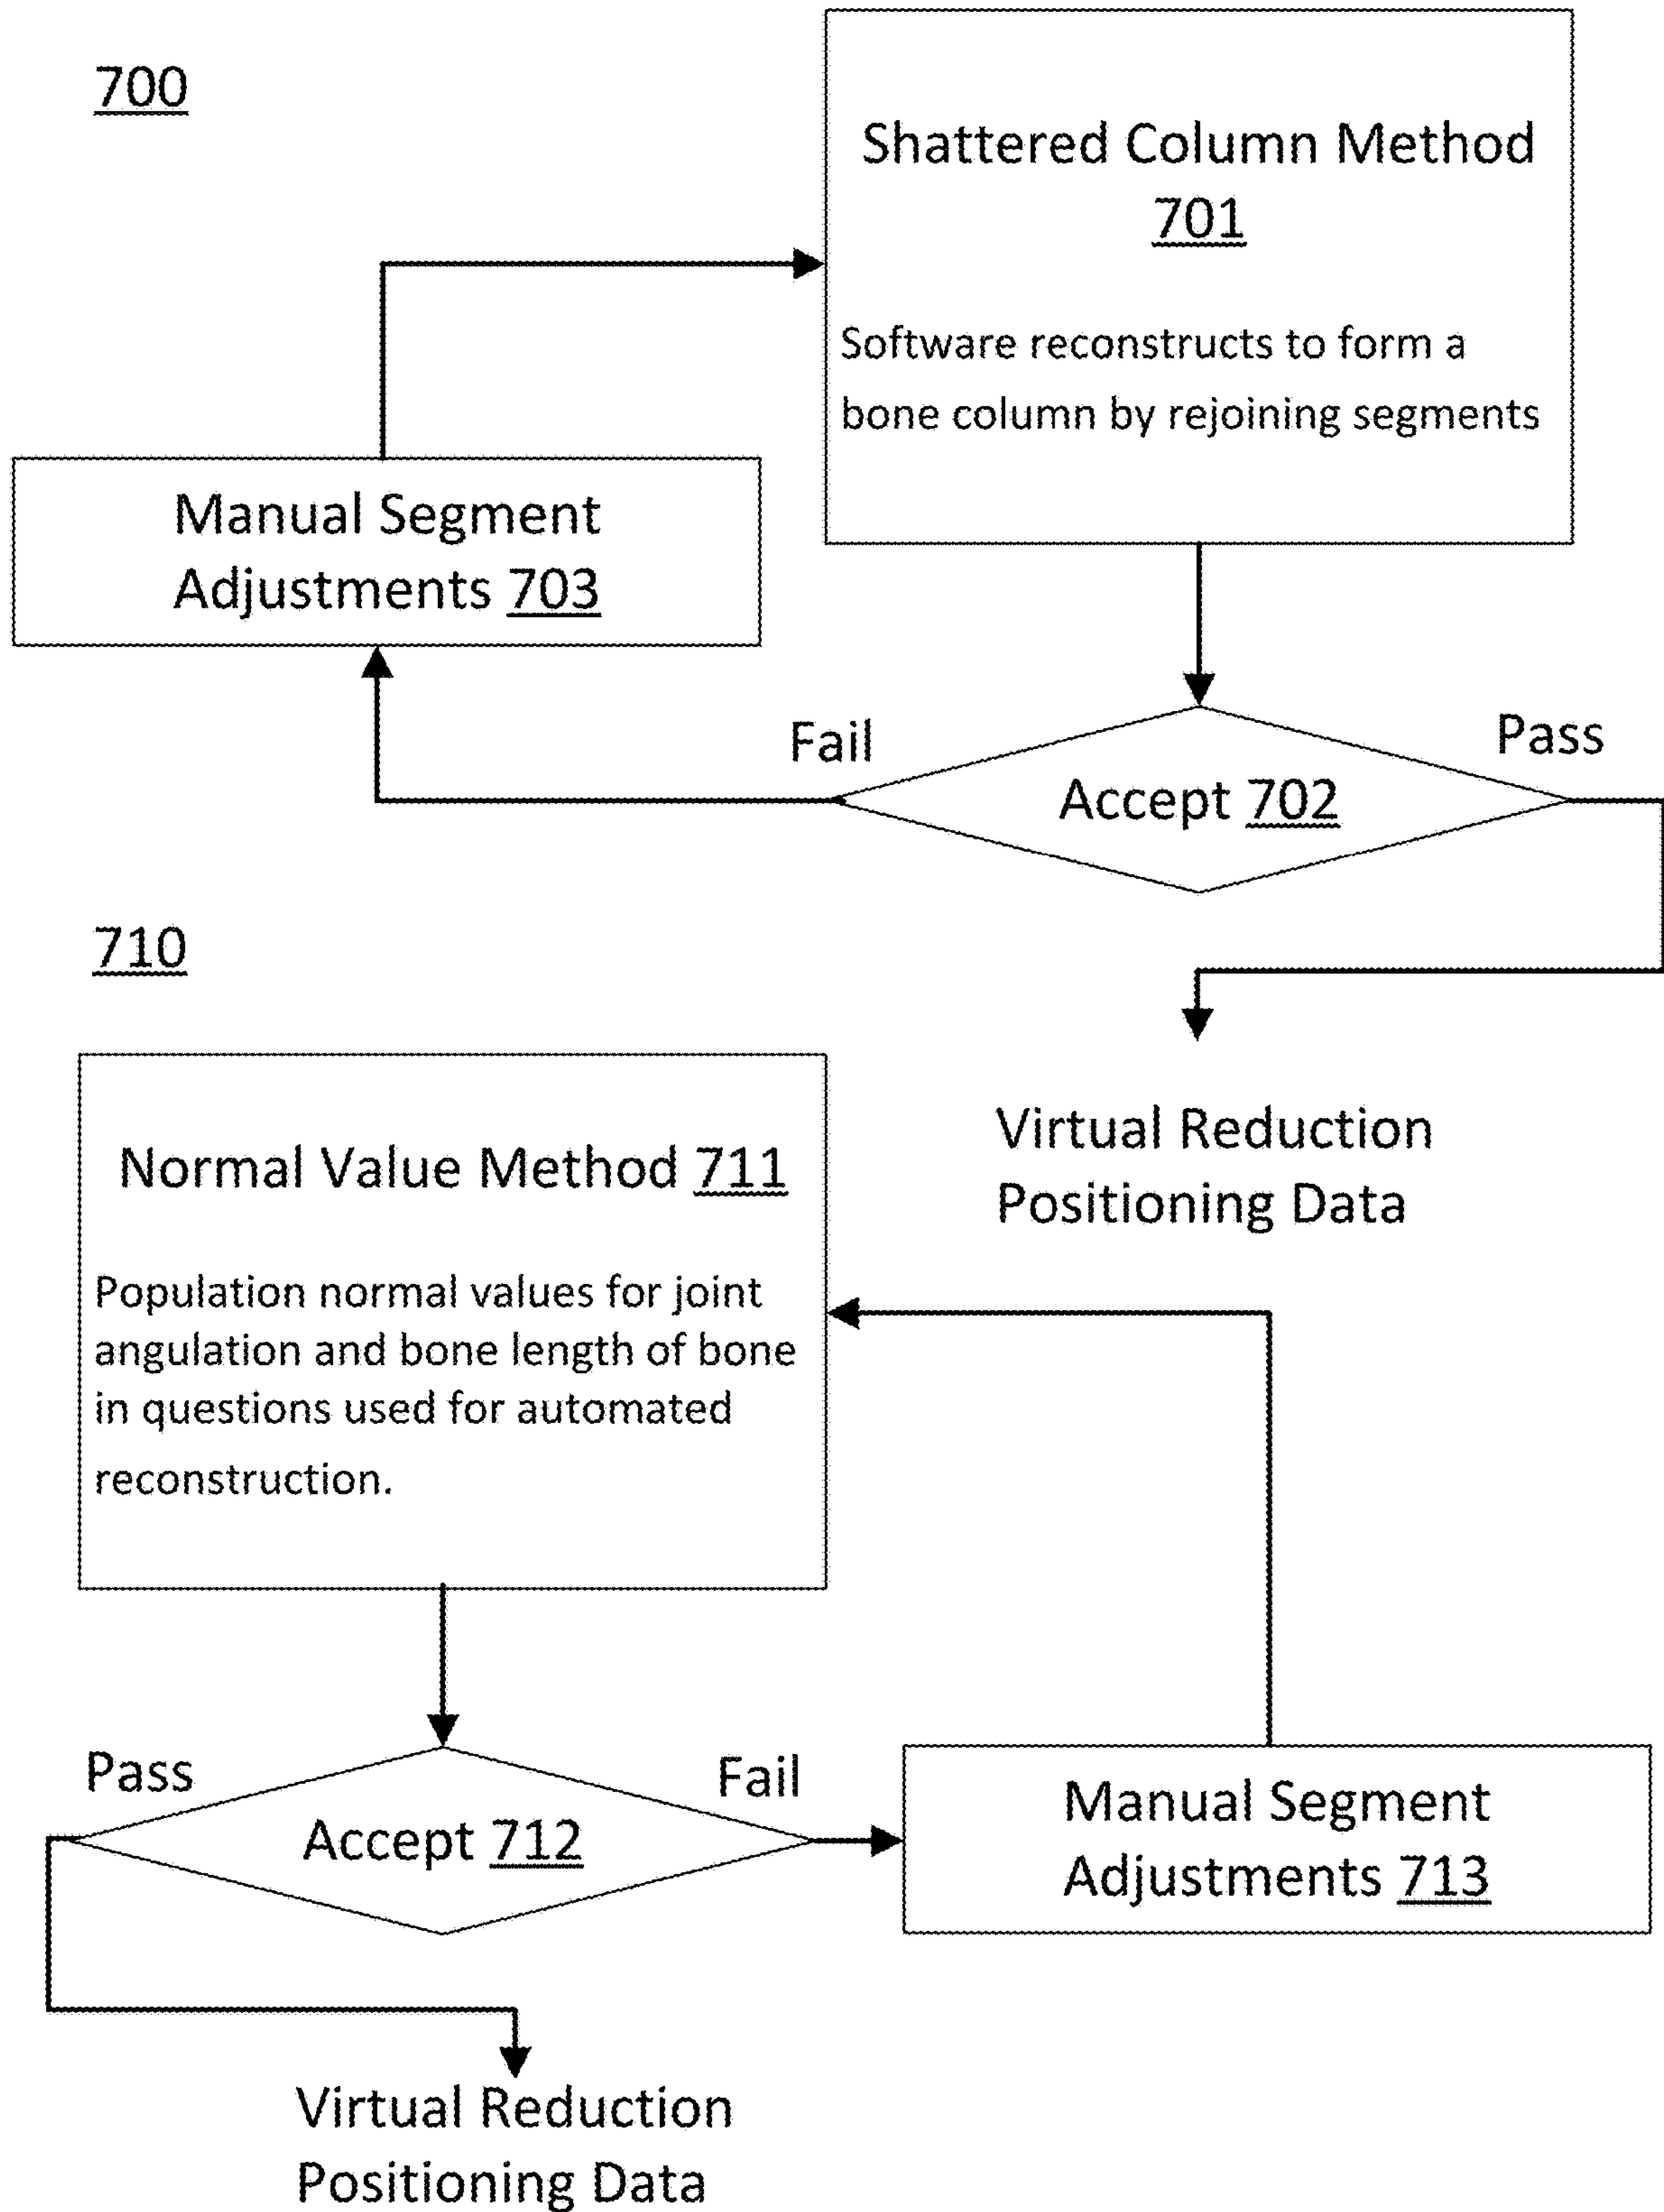 700
Shattered Column Method
701
Software reconstructs to form a
bone column by rejoining segments
Manual Segment
Adjustments 703
Fail
Pass
Accept 702
Virtual Reduction
Positioning Data
710
Normal Value Method 711
Population normal values for joint
angulation and bone length of bone
in questions used for automated
reconstruction.
Pass
Fail
Accept 712
Manual Segment
Adjustments 713
Virtual Reduction
Positioning Data